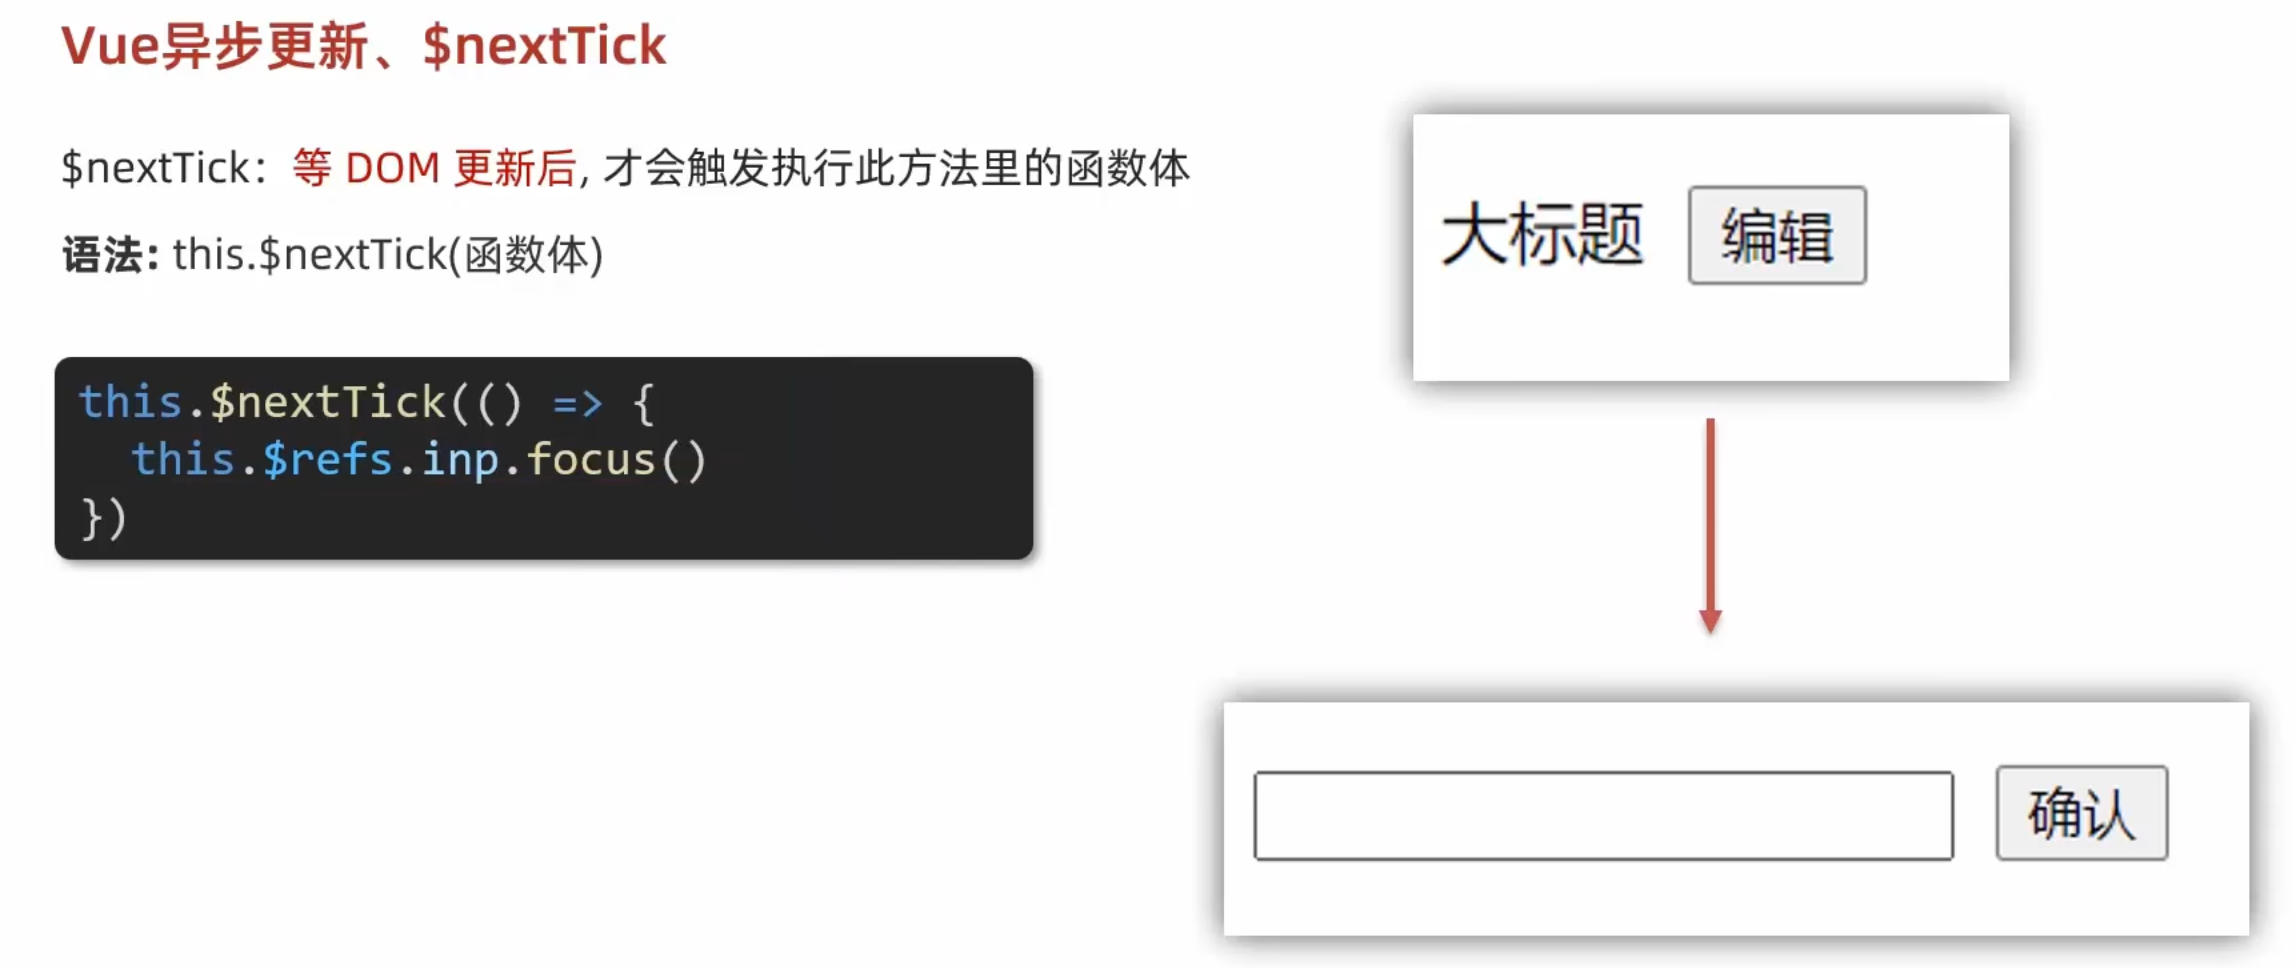 Vue异步更新、$nextTick
$nextTick：等 DOM 更新后, 才会触发执行此方法里的函数体
语法: this.$nextTick(函数体)
this.$nextTick(() => {
  this.$refs.inp.focus()
})
大标题 编辑
确认